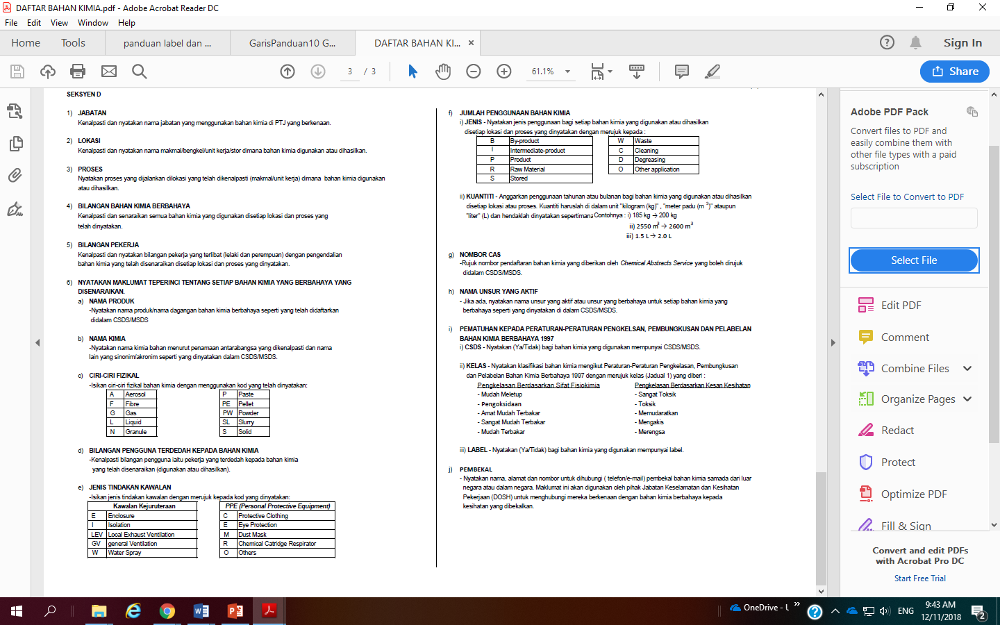 DAFTAR BAHAN KIMIA.pdf - Adobe Acrobat Reader DC
File Edit View Window Help
Home Tools panduan label dan ... GarisPanduan10 G... DAFTAR BAHAN KI... × Sign In
3 / 3 61.1% Share
SEKSYEN D
1) JABATAN
Kenalpasti dan nyatakan nama jabatan yang menggunakan bahan kimia di PTJ yang berkenaan.
2) LOKASI
Kenalpasti dan nyatakan nama makmal/bengkel/unit kerja/stor dimana bahan kimia digunakan atau dihasilkan.
3) PROSES
Nyatakan proses yang dijalankan dilokasi yang telah dikenalpasti (makmal/unit kerja) dimana bahan kimia digunakan
atau dihasilkan.
4) BILANGAN BAHAN KIMIA BERBAHAYA
Kenalpasti dan senaraikan semua bahan kimia yang digunakan disetiap lokasi dan proses yang
telah dinyatakan.
5) BILANGAN PEKERJA
Kenalpasti dan nyatakan bilangan pekerja yang terlibat (lelaki dan perempuan) dengan pengendalian
bahan kimia yang telah disenaraikan disetiap lokasi dan proses yang dinyatakan.
6) NYATAKAN MAKLUMAT TEPERINCI TENTANG SETIAP BAHAN KIMIA YANG BERBAHAYA YANG
DISENARAIKAN.
a) NAMA PRODUK
-Nyatakan nama produk/nama dagangan bahan kimia berbahaya seperti yang telah didaftarkan
didalam CSDS/MSDS
b) NAMA KIMIA
-Nyatakan nama kimia bahan menurut penamaan antarabangsa yang dikenalpasti dan nama
lain yang sinonim/akronim seperti yang dinyatakan dalam CSDS/MSDS.
c) CIRI-CIRI FIZIKAL
-Isikan ciri-ciri fizikal bahan kimia dengan menggunakan kod yang telah dinyatakan:
A Aerosol P Paste
F Fibre PE Pellet
G Gas PW Powder
L Liquid SL Slurry
N Granule S Solid
d) BILANGAN PENGGUNA TERDEDAH KEPADA BAHAN KIMIA
-Kenalpasti bilangan pengguna iaitu pekerja yang terdedah kepada bahan kimia
yang telah disenaraikan (digunakan atau dihasilkan).
e) JENIS TINDAKAN KAWALAN
-Isikan jenis tindakan kawalan dengan merujuk kepada kod yang dinyatakan:
Kawalan Kejuruteraan PPE (Personal Protective Equipment)
E Enclosure C Protective Clothing
I Isolation E Eye Protection
LEV Local Exhaust Ventilation M Dust Mask
GV general Ventilation R Chemical Catridge Respirator
W Water Spray O Others
f) JUMLAH PENGGUNAAN BAHAN KIMIA
i) JENIS - Nyatakan jenis penggunaan bagi setiap bahan kimia yang digunakan atau dihasilkan
disetiap lokasi dan proses yang dinyatakan dengan merujuk kepada :
B By-product W Waste
I Intermediate-product C Cleaning
P Product D Degreasing
R Raw Material O Other application
S Stored
ii) KUANTITI - Anggarkan penggunaan tahunan atau bulanan bagi bahan kimia yang digunakan atau dihasilkan
disetiap lokasi atau proses. Kuantiti haruslah di dalam unit "kilogram (kg)" , "meter padu (m ³)" ataupun
"liter" (L) dan hendaklah dinyatakan sepertimana Contohnya : i) 185 kg → 200 kg
ii) 2550 m³ → 2600 m³
iii) 1.5 L → 2.0 L
g) NOMBOR CAS
-Rujuk nombor pendaftaran bahan kimia yang diberikan oleh Chemical Abstracts Service yang boleh dirujuk
didalam CSDS/MSDS.
h) NAMA UNSUR YANG AKTIF
- Jika ada, nyatakan nama unsur yang aktif atau unsur yang berbahaya untuk setiap bahan kimia yang
berbahaya seperti yang dinyatakan di dalam CSDS/MSDS.
i) PEMATUHAN KEPADA PERATURAN-PERATURAN PENGKELSAN, PEMBUNGKUSAN DAN PELABELAN
BAHAN KIMIA BERBAHAYA 1997
i) CSDS - Nyatakan (Ya/Tidak) bagi bahan kimia yang digunakan mempunyai CSDS/MSDS.
ii) KELAS - Nyatakan klasifikasi bahan kimia mengikut Peraturan-Peraturan Pengkelasan, Pembungkusan
dan Pelabelan Bahan Kimia Berbahaya 1997 dengan merujuk kelas (Jadual 1) yang diberi :
Pengkelasan Berdasarkan Sifat Fisiokimia Pengkelasan Berdasarkan Kesan Kesihatan
- Mudah Meletup - Sangat Toksik
- Pengoksidaan - Toksik
- Amat Mudah Terbakar - Memudaratkan
- Sangat Mudah Terbakar - Mengakis
- Mudah Terbakar - Merengsa
iii) LABEL - Nyatakan (Ya/Tidak) bagi bahan kimia yang digunakan mempunyai label.
j) PEMBEKAL
- Nyatakan nama, alamat dan nombor untuk dihubungi ( telefon/e-mail) pembekal bahan kimia samada dari luar
negara atau dalam negara. Maklumat ini akan digunakan oleh pihak Jabatan Keselamatan dan Kesihatan
Pekerjaan (DOSH) untuk menghubungi mereka berkenaan dengan bahan kimia berbahaya kepada
kesihatan yang dibekalkan.
Adobe PDF Pack
Convert files to PDF and
easily combine them with
other file types with a paid
subscription
Select File to Convert to PDF
Select File
Edit PDF
Comment
Combine Files
Organize Pages
Redact
Protect
Optimize PDF
Fill & Sign
Convert and edit PDFs
with Acrobat Pro DC
Start Free Trial
OneDrive - U » ENG 9:43 AM
12/11/2018 2